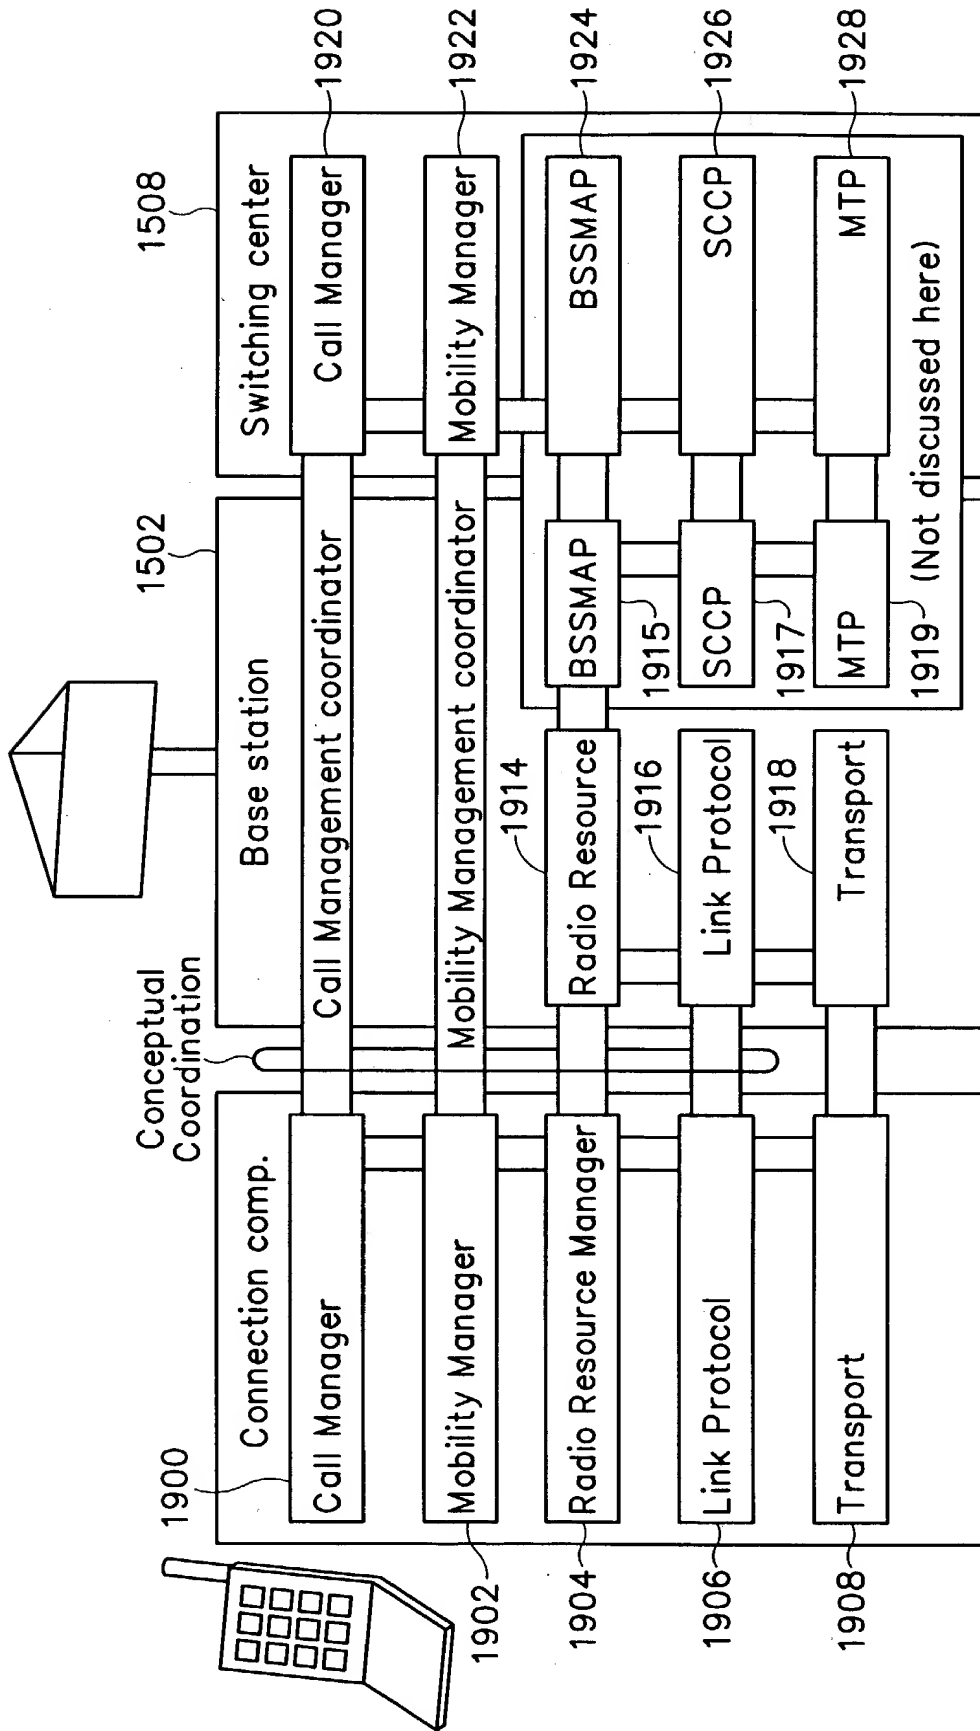 1508
1502
Conceptual
Coordination
1900
Switching center
Base station
Connection comp.
Call Manager
Call Management coordinator
Call Manager
1920
Mobility Manager
Mobility Management coordinator
Mobility Manager
1922
1902
1914
Radio Resource Manager
Radio Resource
BSSMAP
BSSMAP
1924
1904
1916
1915
Link Protocol
Link Protocol
SCCP
SCCP
1926
1906
1918
1917
Transport
Transport
MTP
MTP
1928
1908
1919
(Not discussed here)